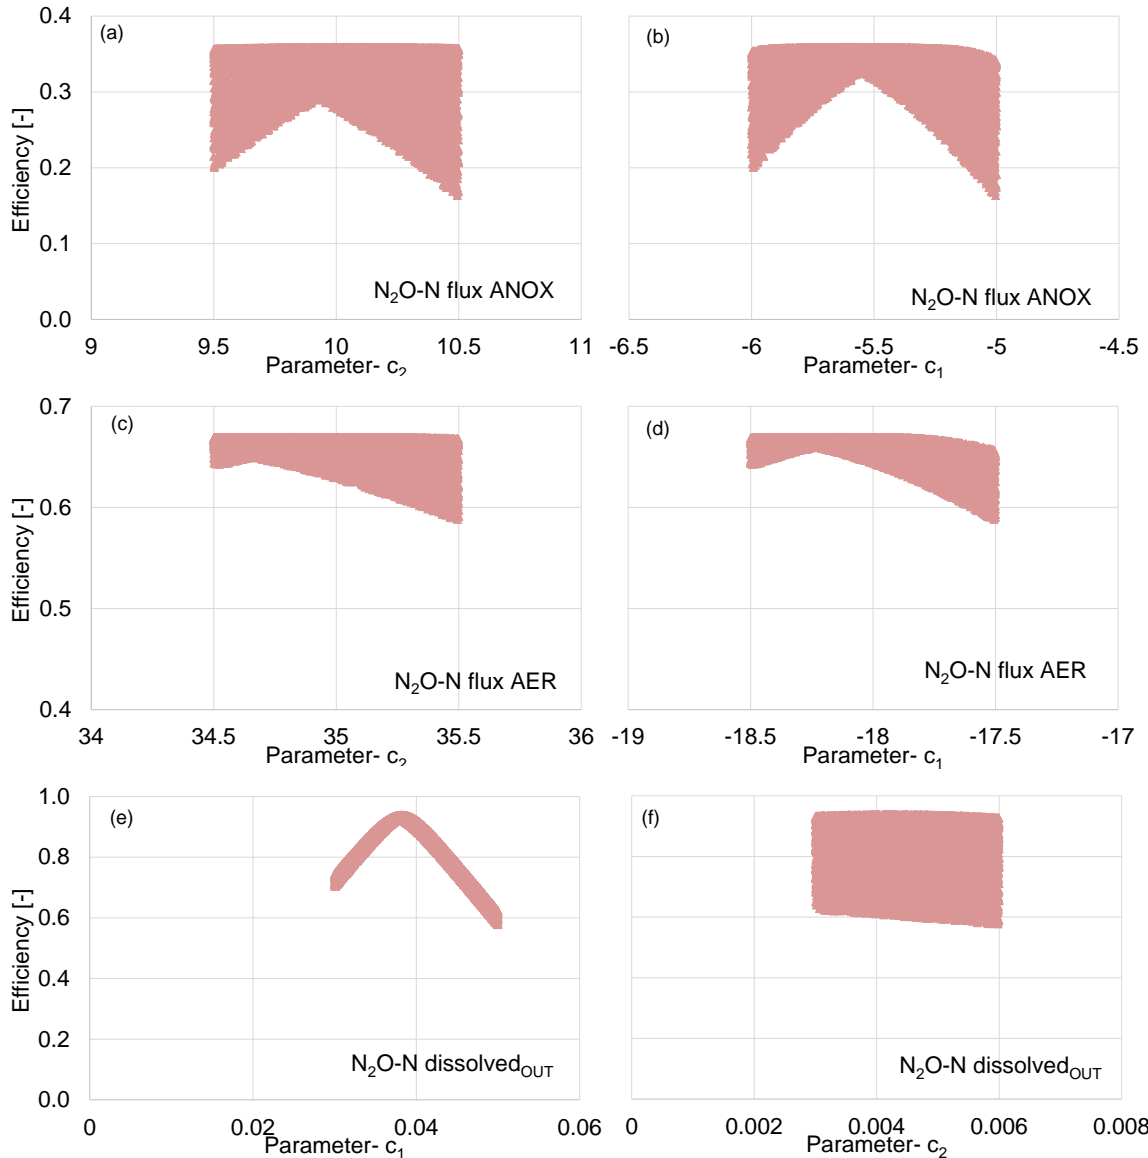 (a)
Efficiency [-]
0.4
0.3
0.2
0.1
0.0
N₂O-N flux ANOX
9 9.5 10 10.5 11
Parameter- c₂
(b)
N₂O-N flux ANOX
-6.5 -6 -5.5 -5 -4.5
Parameter- c₁
(c)
Efficiency [-]
0.7
0.6
0.5
0.4
N₂O-N flux AER
34 34.5 35 35.5 36
Parameter- c₂
(d)
N₂O-N flux AER
-19 -18.5 -18 -17.5 -17
Parameter- c₁
(e)
Efficiency [-]
1.0
0.8
0.6
0.4
0.2
0.0
N₂O-N dissolved_OUT
0 0.02 0.04 0.06
Parameter- c₁
(f)
N₂O-N dissolved_OUT
0 0.002 0.004 0.006 0.008
Parameter- c₂